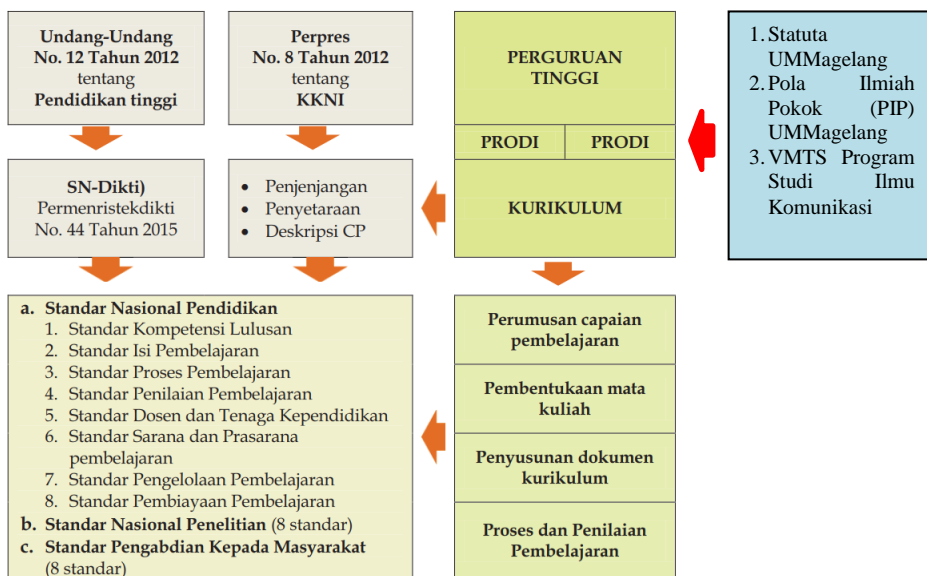 Undang-Undang
No. 12 Tahun 2012
tentang
Pendidikan tinggi
Perpres
No. 8 Tahun 2012
tentang
KKNI
PERGURUAN
TINGGI
PRODI
PRODI
KURIKULUM
1. Statuta
UMMagelang
2. Pola Ilmiah
Pokok (PIP)
UMMagelang
3. VMTS Program
Studi Ilmu
Komunikasi
SN-Dikti)
Permenristekdikti
No. 44 Tahun 2015
• Penjenjangan
• Penyetaraan
• Deskripsi CP
a. Standar Nasional Pendidikan
1. Standar Kompetensi Lulusan
2. Standar Isi Pembelajaran
3. Standar Proses Pembelajaran
4. Standar Penilaian Pembelajaran
5. Standar Dosen dan Tenaga Kependidikan
6. Standar Sarana dan Prasarana
pembelajaran
7. Standar Pengelolaan Pembelajaran
8. Standar Pembiayaan Pembelajaran
b. Standar Nasional Penelitian (8 standar)
c. Standar Pengabdian Kepada Masyarakat
(8 standar)
Perumusan capaian
pembelajaran
Pembentukaan mata
kuliah
Penyusunan dokumen
kurikulum
Proses dan Penilaian
Pembelajaran